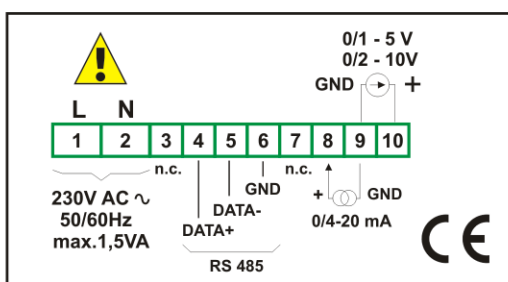 0/1 - 5 V
0/2 - 10V
GND +
L N
1 2 3 4 5 6 7 8 9 10
n.c. n.c.
230V AC ∿
50/60Hz
max.1,5VA
DATA+
DATA-
GND
RS 485
+ GND
0/4-20 mA
CE